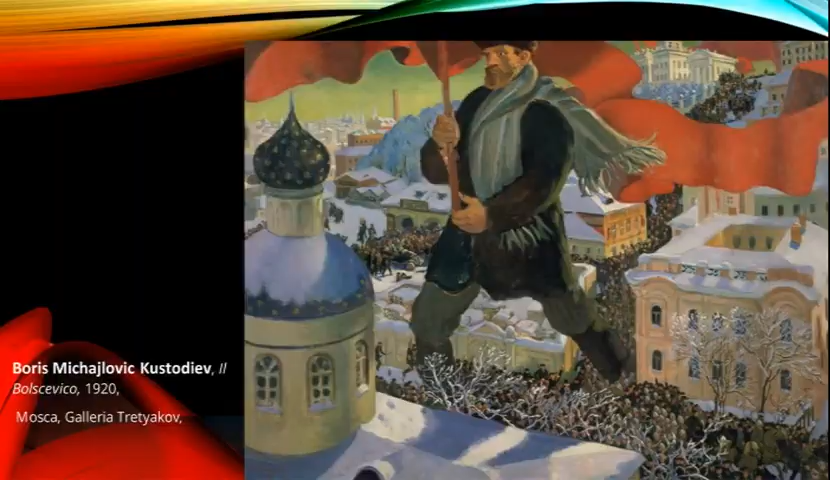 Boris Michajlovic Kustodiev, Il
Bolscevico, 1920,
Mosca, Galleria Tretyakov,